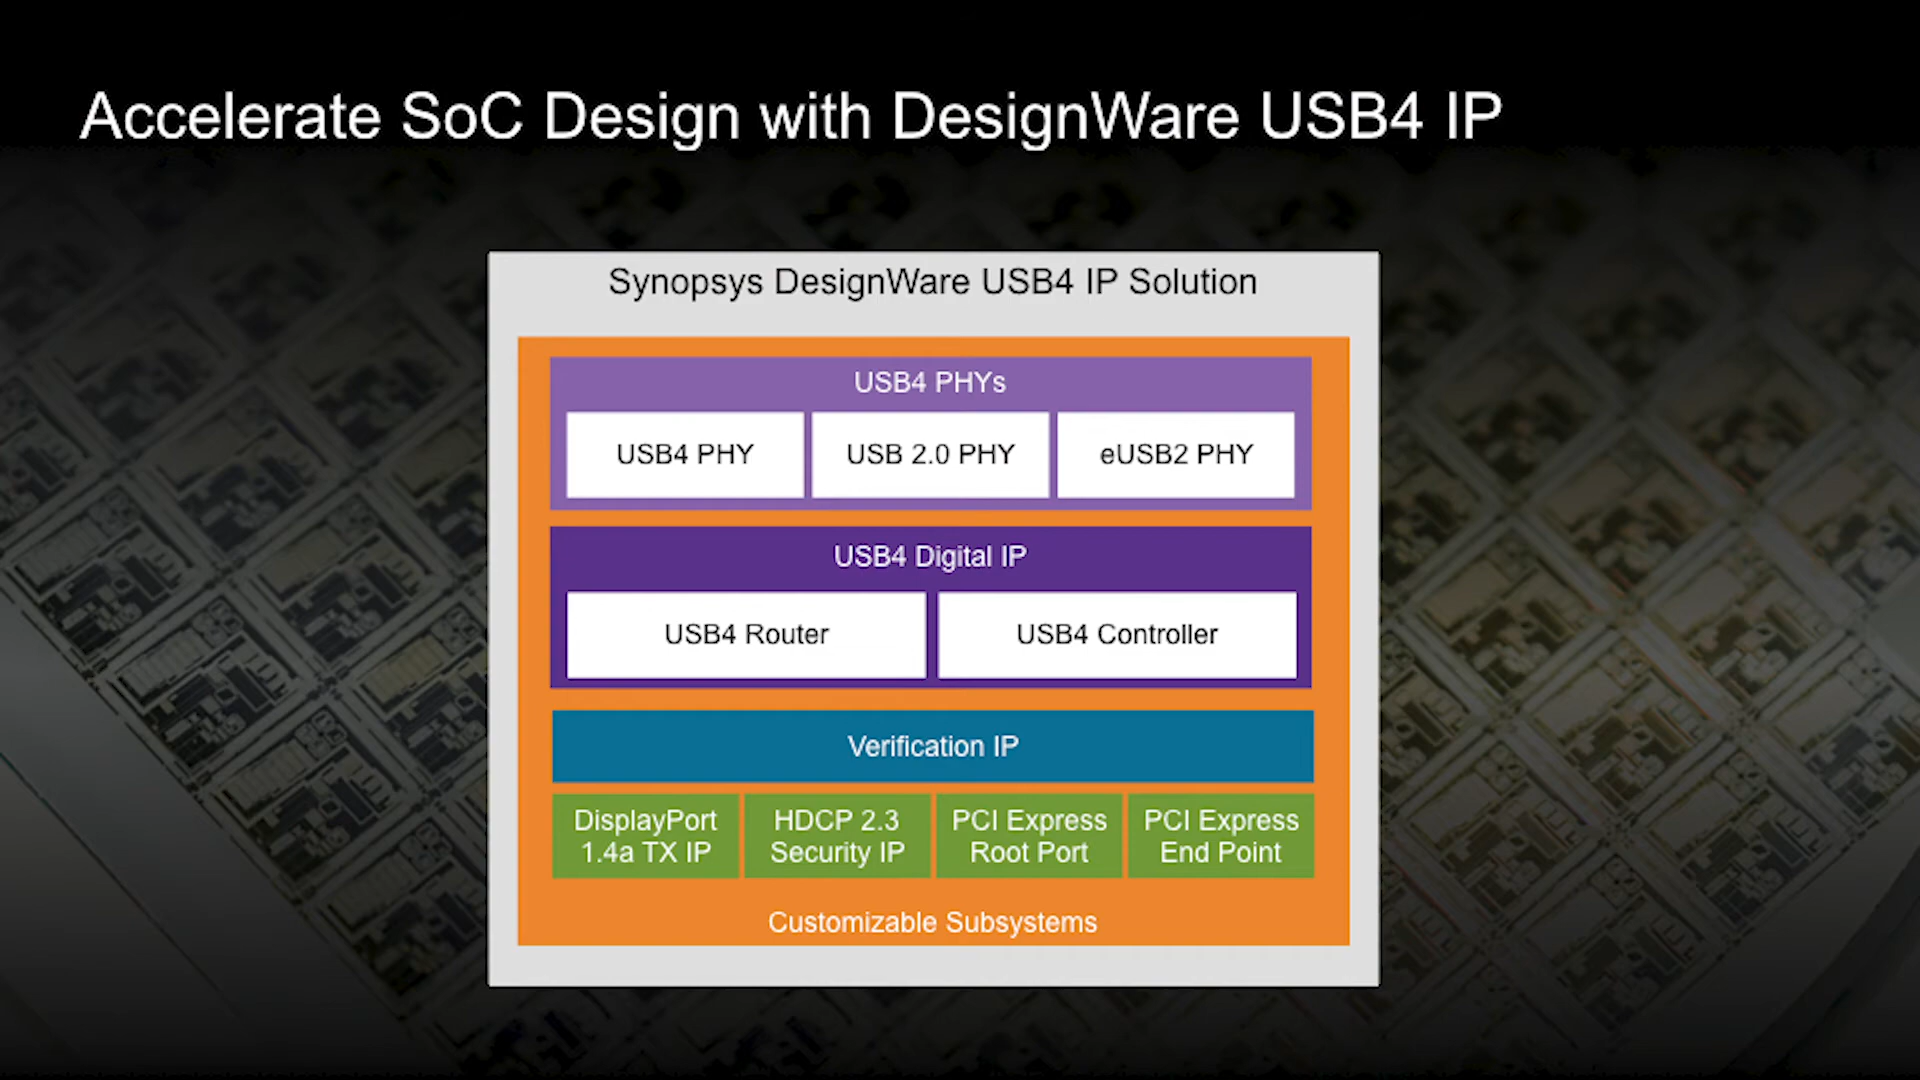 Accelerate SoC Design with DesignWare USB4 IP
Synopsys DesignWare USB4 IP Solution
USB4 PHYs
USB4 PHY
USB 2.0 PHY
eUSB2 PHY
USB4 Digital IP
USB4 Router
USB4 Controller
Verification IP
DisplayPort
1.4a TX IP
HDCP 2.3
Security IP
PCI Express
Root Port
PCI Express
End Point
Customizable Subsystems